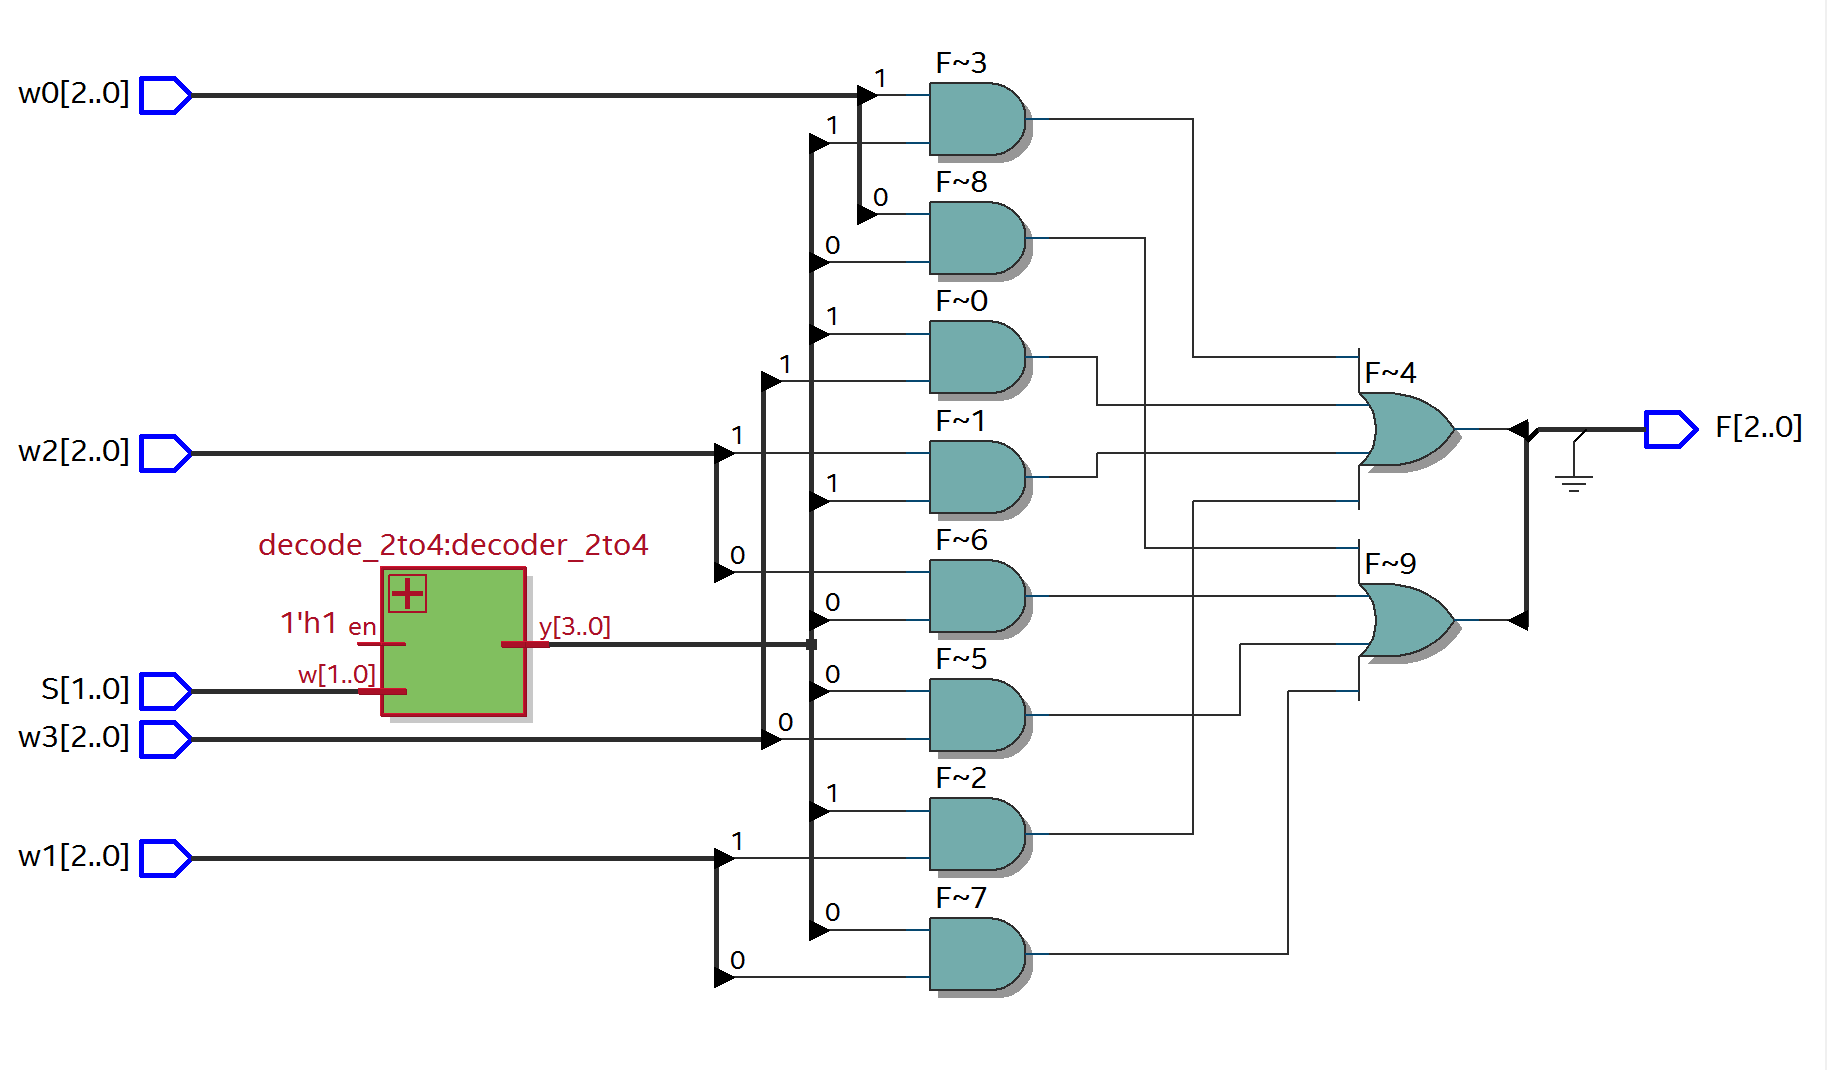 F~3
w0[2..0]
1
1
F~8
0
0
F~0
1
1
F~4
F~1
w2[2..0]
1
F[2..0]
1
decode_2to4:decoder_2to4
F~6
0
F~9
1'h1
en
y[3..0]
0
F~5
w[1..0]
0
S[1..0]
w3[2..0]
0
F~2
1
w1[2..0]
1
F~7
0
0